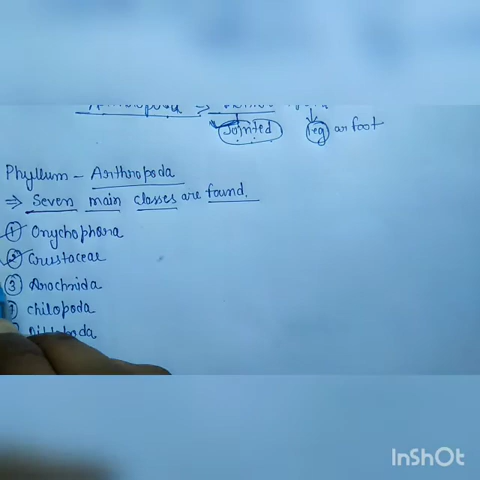 Jointed leg or foot
Phyllum - Arthropoda
⇒ Seven main classes are found.
1 Onychophora
2 Crustaceae
3 Arachnida
chilopoda
InShOt